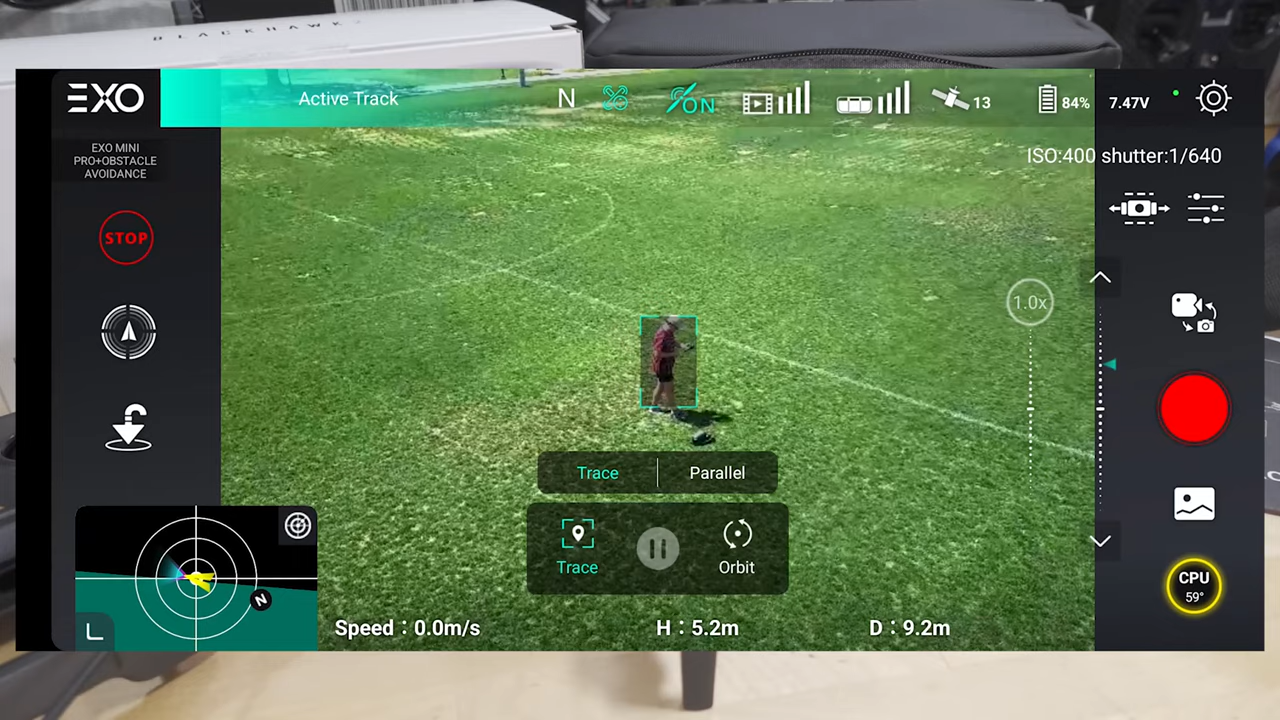 BLACKHAWK
EXO
Active Track
N
ON
13
84%
7.47V
EXO MINI
PRO+OBSTACLE
AVOIDANCE
ISO:400 shutter:1/640
STOP
1.0x
Trace
Parallel
Trace
Orbit
CPU
59°
N
Speed：0.0m/s
H：5.2m
D：9.2m